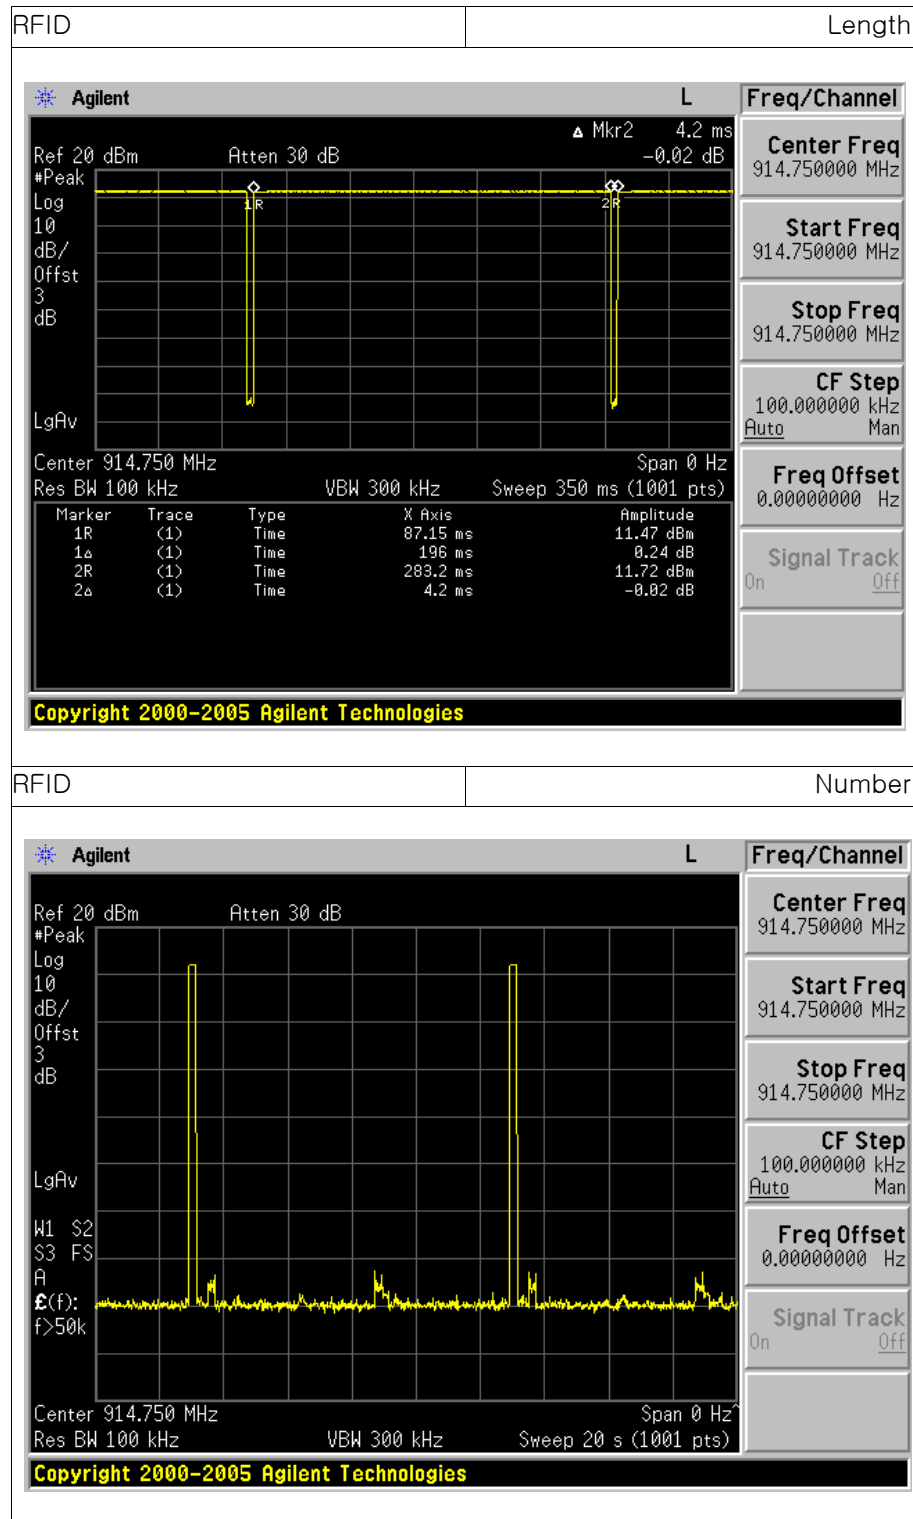 RFID Length
Agilent L Freq/Channel
▵ Mkr2 4.2 ms
Ref 20 dBm Atten 30 dB -0.02 dB
#Peak
Log
10
dB/
Offst
3
dB
LgAv
1R
2R
Center 914.750 MHz Span 0 Hz
Res BW 100 kHz VBW 300 kHz Sweep 350 ms (1001 pts)
Marker Trace Type X Axis Amplitude
1R (1) Time 87.15 ms 11.47 dBm
1▵ (1) Time 196 ms 0.24 dB
2R (1) Time 283.2 ms 11.72 dBm
2▵ (1) Time 4.2 ms -0.02 dB
Center Freq
914.750000 MHz
Start Freq
914.750000 MHz
Stop Freq
914.750000 MHz
CF Step
100.000000 kHz
Auto Man
Freq Offset
0.00000000 Hz
Signal Track
On Off
Copyright 2000-2005 Agilent Technologies
RFID Number
Agilent L Freq/Channel
Ref 20 dBm Atten 30 dB
#Peak
Log
10
dB/
Offst
3
dB
LgAv
W1 S2
S3 FS
A
£(f):
f>50k
Center 914.750 MHz Span 0 Hz^
Res BW 100 kHz VBW 300 kHz Sweep 20 s (1001 pts)
Center Freq
914.750000 MHz
Start Freq
914.750000 MHz
Stop Freq
914.750000 MHz
CF Step
100.000000 kHz
Auto Man
Freq Offset
0.00000000 Hz
Signal Track
On Off
Copyright 2000-2005 Agilent Technologies